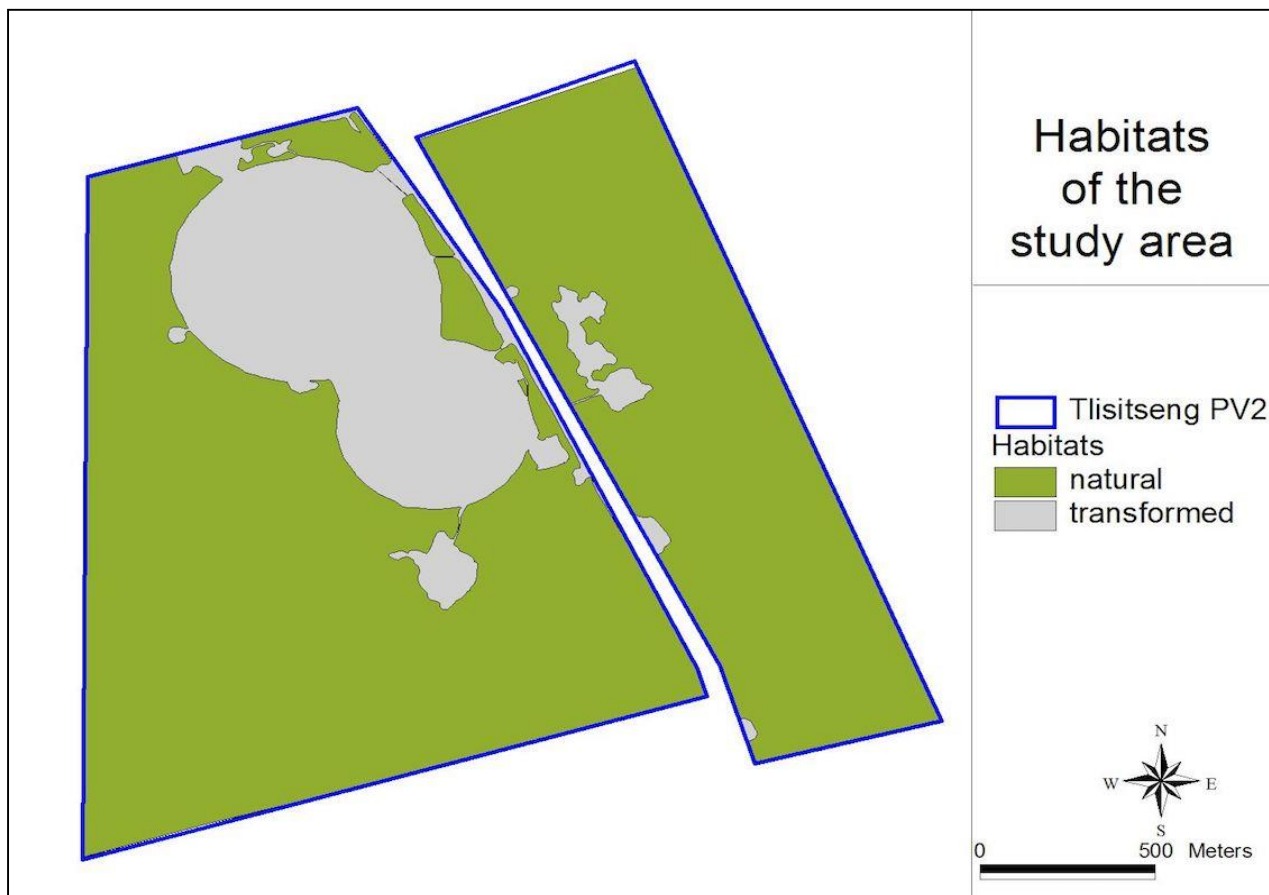 Habitats
of the
study area
Tlisitseng PV2
Habitats
natural
transformed
N
W E
S
0 500 Meters